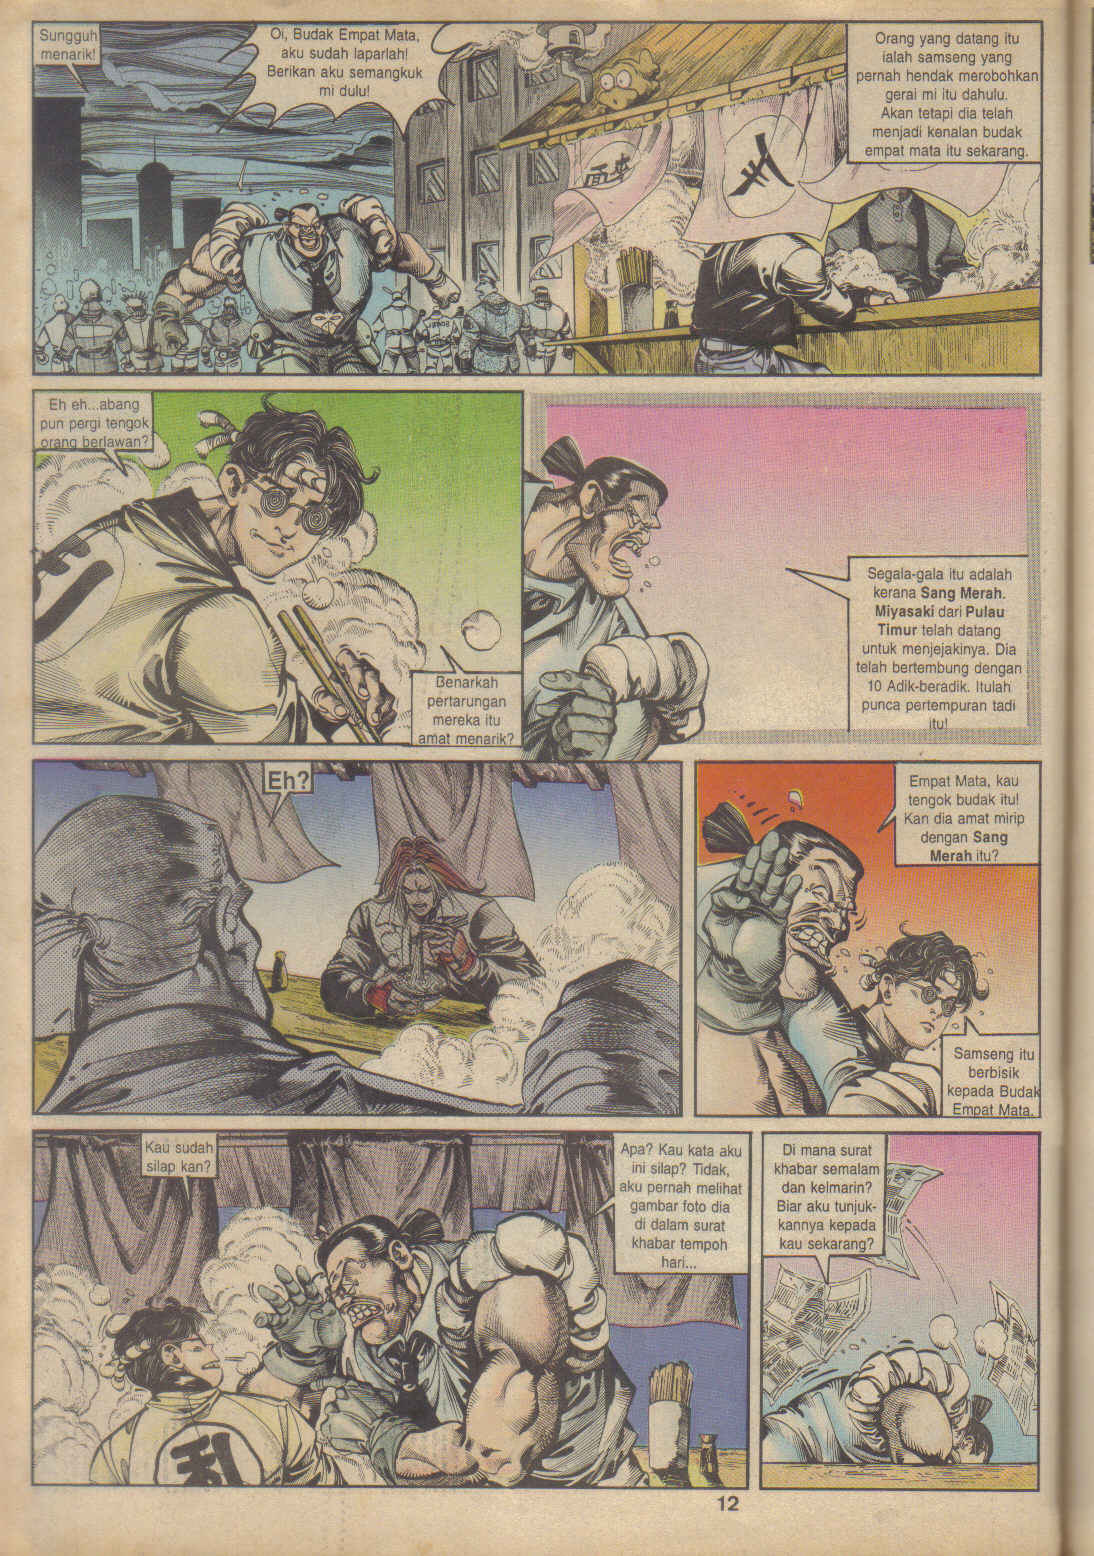 Sungguh
menarik!
Oi, Budak Empat Mata,
aku sudah laparlah!
Berikan aku semangkuk
mi dulu!
Orang yang datang itu
ialah samseng yang
pernah hendak merobohkan
gerai mi itu dahulu.
Akan tetapi dia telah
menjadi kenalan budak
empat mata itu sekarang.
Eh eh...abang
pun pergi tengok
orang berlawan?
Benarkah
pertarungan
mereka itu
amat menarik?
Segala-gala itu adalah
kerana Sang Merah.
Miyasaki dari Pulau
Timur telah datang
untuk menjejakinya. Dia
telah bertembung dengan
10 Adik-beradik. Itulah
punca pertempuran tadi
itu!
Eh?
Empat Mata, kau
tengok budak itu!
Kan dia amat mirip
dengan Sang
Merah itu?
Samseng itu
berbisik
kepada Budak
Empat Mata.
Kau sudah
silap kan?
Apa? Kau kata aku
ini silap? Tidak,
aku pernah melihat
gambar foto dia
di dalam surat
khabar tempoh
hari...
Di mana surat
khabar semalam
dan kelmarin?
Biar aku tunjuk-
kannya kepada
kau sekarang?
12